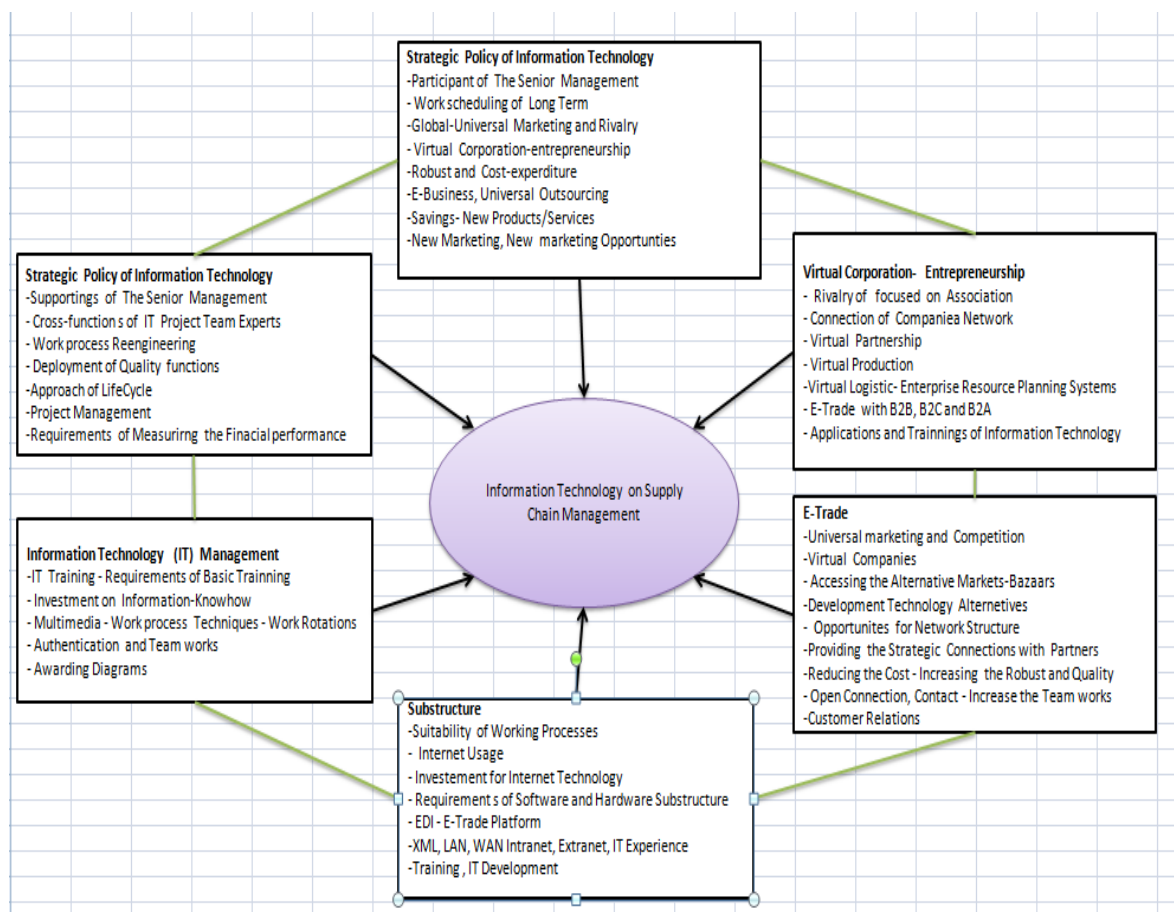 Strategic Policy of Information Technology
-Participant of The Senior Management
- Work scheduling of Long Term
-Global-Universal Marketing and Rivalry
- Virtual Corporation-entrepreneurship
-Robust and Cost-experditure
-E-Business, Universal Outsourcing
-Savings- New Products/Services
-New Marketing, New marketing Opportunties
Strategic Policy of Information Technology
-Supportings of The Senior Management
-Cross-functions of IT Project Team Experts
- Work process Reengineering
- Deployment of Quality functions
-Approach of LifeCycle
-Project Management
-Requirements of Measurirng the Finacial performance
Virtual Corporation- Entrepreneurship
- Rivalry of focused on Association
- Connection of Companiea Network
- Virtual Partnership
- Virtual Production
-Virtual Logistic- Enterprise Resource Planning Systems
- E-Trade with B2B, B2C and B2A
- Applications and Trainnings of Information Technology
Information Technology on Supply
Chain Management
Information Technology (IT) Management
-IT Training - Requirements of Basic Trainning
- Investment on Information-Knowhow
- Multimedia - Work process Techniques - Work Rotations
- Authentication and Team works
- Awarding Diagrams
E-Trade
-Universal marketing and Competition
-Virtual Companies
- Accessing the Alternative Markets-Bazaars
-Development Technology Alternetives
- Opportunites for Network Structure
-Providing the Strategic Connections with Partners
-Reducing the Cost - Increasing the Robust and Quality
- Open Connection, Contact - Increase the Team works
-Customer Relations
Substructure
-Suitability of Working Processes
- Internet Usage
- Investement for Internet Technology
- Requirements of Software and Hardware Substructure
- EDI - E-Trade Platform
-XML, LAN, WAN Intranet, Extranet, IT Experience
-Training , IT Development